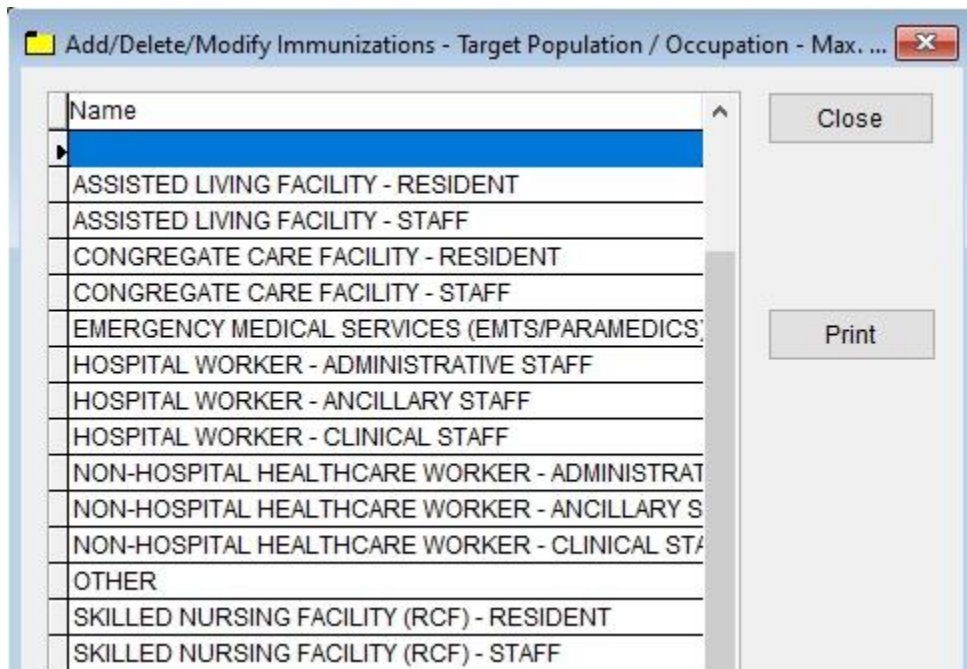 Add/Delete/Modify Immunizations - Target Population / Occupation - Max. ...
Name
Close
ASSISTED LIVING FACILITY - RESIDENT
ASSISTED LIVING FACILITY - STAFF
CONGREGATE CARE FACILITY - RESIDENT
CONGREGATE CARE FACILITY - STAFF
EMERGENCY MEDICAL SERVICES (EMTS/PARAMEDICS)
Print
HOSPITAL WORKER - ADMINISTRATIVE STAFF
HOSPITAL WORKER - ANCILLARY STAFF
HOSPITAL WORKER - CLINICAL STAFF
NON-HOSPITAL HEALTHCARE WORKER - ADMINISTRAT
NON-HOSPITAL HEALTHCARE WORKER - ANCILLARY S
NON-HOSPITAL HEALTHCARE WORKER - CLINICAL STA
OTHER
SKILLED NURSING FACILITY (RCF) - RESIDENT
SKILLED NURSING FACILITY (RCF) - STAFF